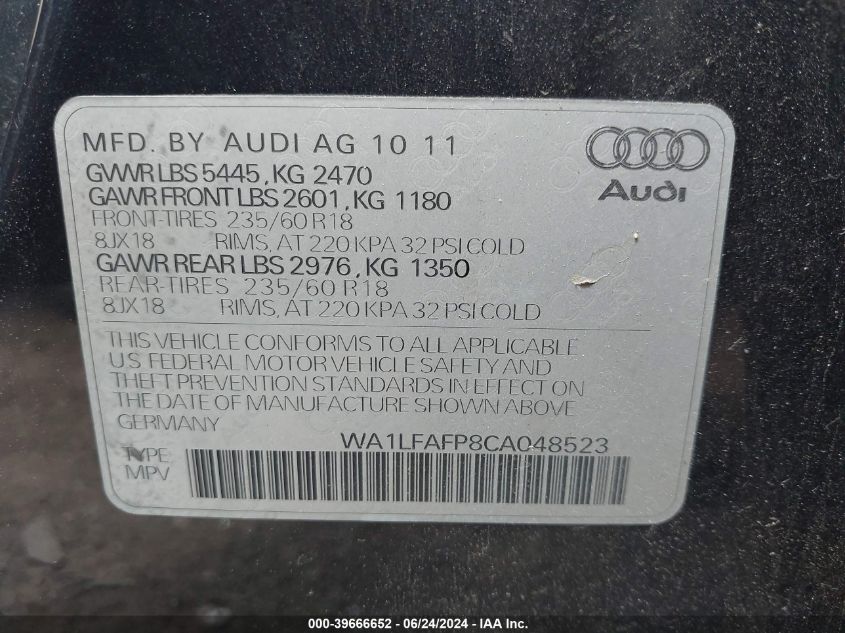 MFD. BY AUDI AG 10 11
GVWR LBS 5445, KG 2470
GAWR FRONT LBS 2601, KG 1180
FRONT-TIRES 235/60 R18
8JX18 RIMS, AT 220 KPA 32 PSI COLD
GAWR REAR LBS 2976, KG 1350
REAR-TIRES 235/60 R18
8JX18 RIMS, AT 220 KPA 32 PSI COLD
Audi
THIS VEHICLE CONFORMS TO ALL APPLICABLE
U.S FEDERAL MOTOR VEHICLE SAFETY AND
THEFT PREVENTION STANDARDS IN EFFECT ON
THE DATE OF MANUFACTURE SHOWN ABOVE.
GERMANY
WA1LFAFP8CA048523
TYPE:
MPV
000-39666652 - 06/24/2024 - IAA Inc.